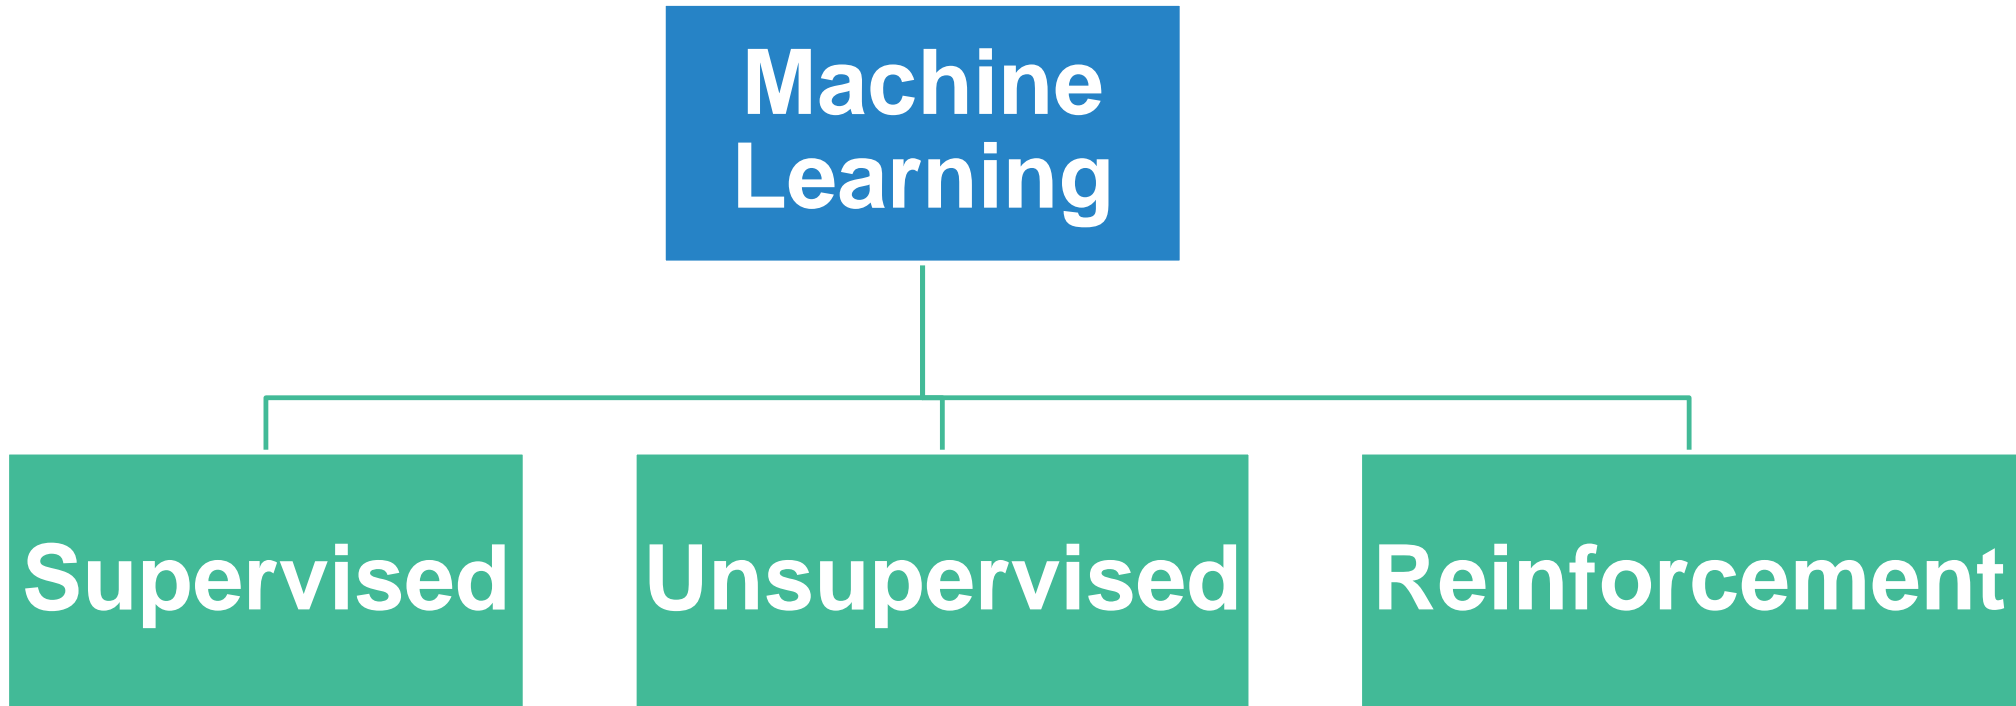 Machine
Learning
Supervised
Unsupervised
Reinforcement